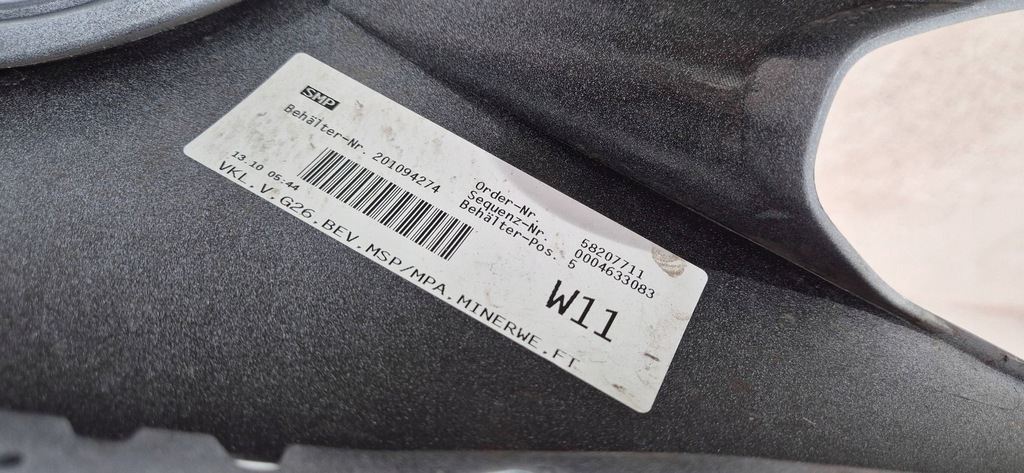 SMP
Behälter-Nr. 201094274
Order-Nr. 58207711
Sequenz-Nr. 0004633083
Behälter-Pos. 5
13.10 05:44
W11
VKL.V.G26.BEV.MSP/MPA.MINERWE.FT